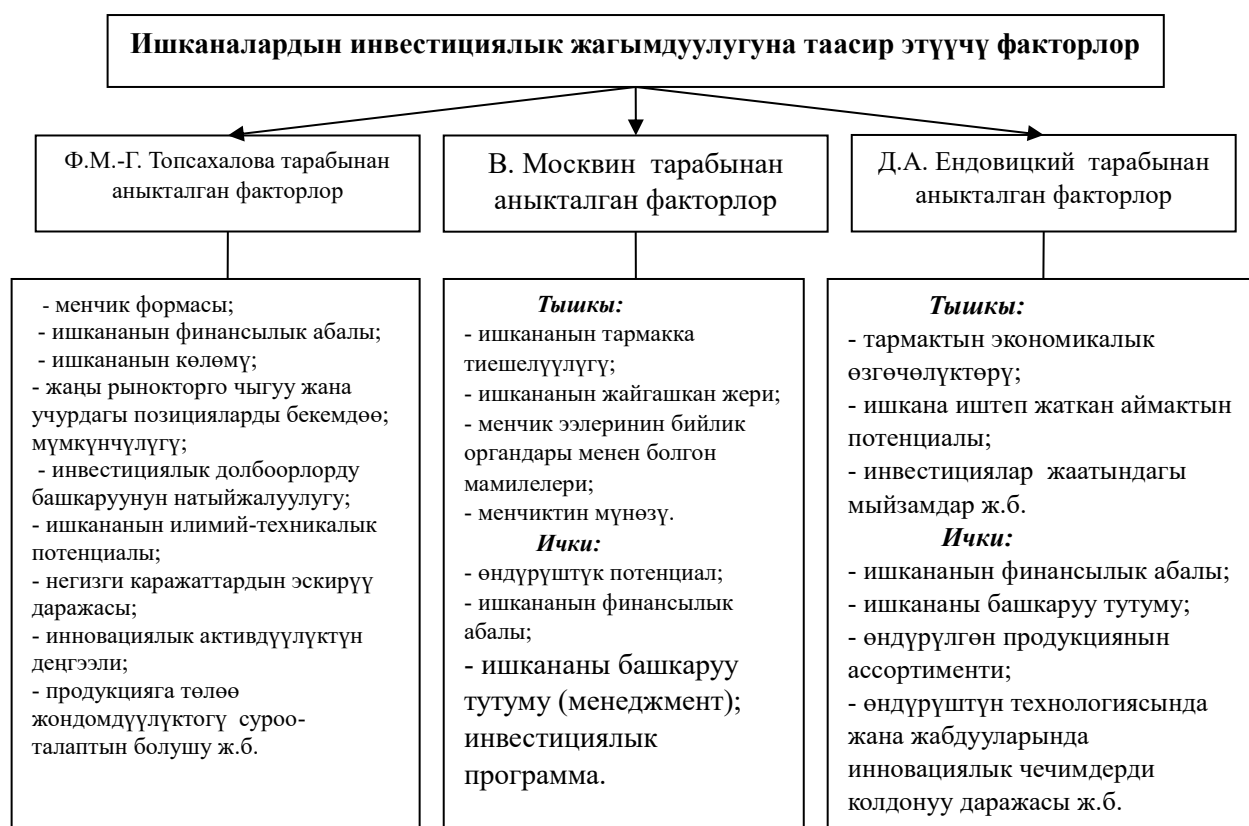 Ишканалардын инвестициялык жагымдуулугуна таасир этүүчү факторлор
Ф.М.-Г. Топсахалова тарабынан
аныкталган факторлор
В. Москвин тарабынан
аныкталган факторлор
Д.А. Ендовицкий тарабынан
аныкталган факторлор
- менчик формасы;
- ишкананын финансылык абалы;
- ишкананын көлөмү;
- жаңы рынокторго чыгуу жана
учурдагы позицияларды бекемдөө;
мүмкүнчүлүгү;
- инвестициялык долбоорлорду
башкаруунун натыйжалуулугу;
- ишкананын илимий-техникалык
потенциалы;
- негизги каражаттардын эскирүү
даражасы;
- инновациялык активдүүлүктүн
деңгээли;
- продукцияга төлөө
жондомдүүлүктогү суроо-
талаптын болушу ж.б.
Тышкы:
- ишкананын тармакка
тиешелүүлүгү;
- ишкананын жайгашкан жери;
- менчик ээлеринин бийлик
органдары менен болгон
мамилелери;
- менчиктин мүнөзү.
Ички:
- өндүрүштүк потенциал;
- ишкананын финансылык
абалы;
- ишкананы башкаруу
тутуму (менеджмент);
инвестициялык
программа.
Тышкы:
- тармактын экономикалык
өзгөчөлүктөрү;
- ишкана иштеп жаткан аймактын
потенциалы;
- инвестициялар жаатындагы
мыйзамдар ж.б.
Ички:
- ишкананын финансылык абалы;
- ишкананы башкаруу тутуму;
- өндүрүлгөн продукциянын
ассортименти;
- өндүрүштүн технологиясында
жана жабдууларында
инновациялык чечимдерди
колдонуу даражасы ж.б.